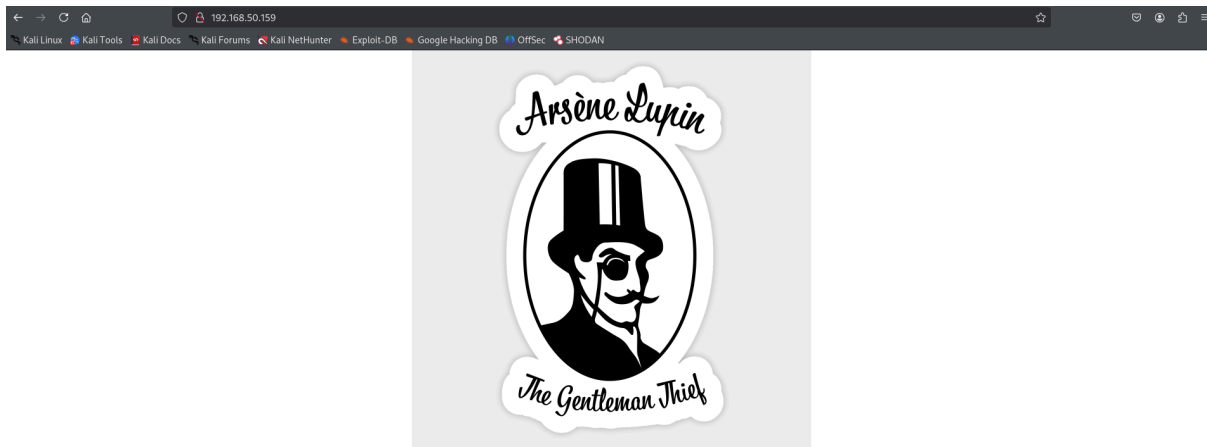 192.168.50.159
Kali Linux Kali Tools Kali Docs Kali Forums Kali NetHunter Exploit-DB Google Hacking DB OffSec SHODAN
Arsène Lupin
The Gentleman Thief